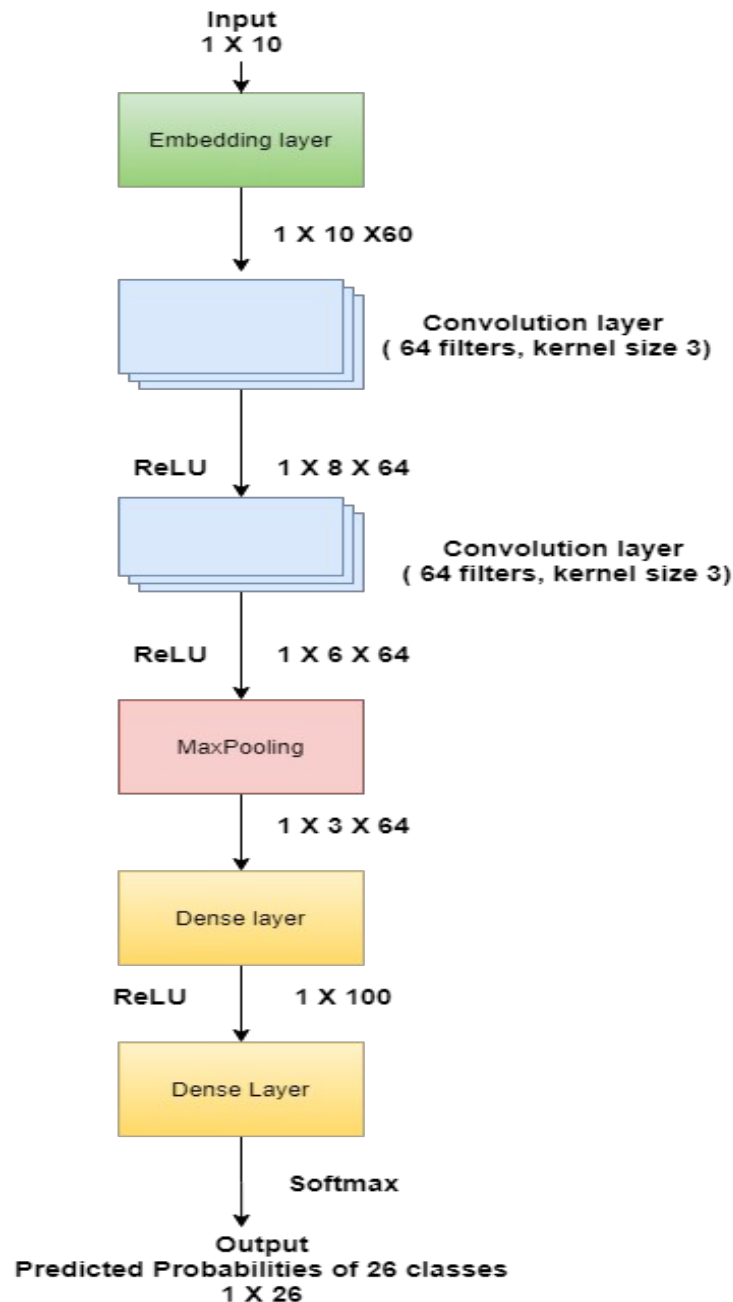 Input
1 X 10
Embedding layer
1 X 10 X60
Convolution layer
( 64 filters, kernel size 3)
ReLU 1 X 8 X 64
Convolution layer
( 64 filters, kernel size 3)
ReLU 1 X 6 X 64
MaxPooling
1 X 3 X 64
Dense layer
ReLU 1 X 100
Dense Layer
Softmax
Output
Predicted Probabilities of 26 classes
1 X 26